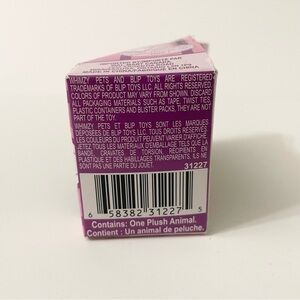 WHIMZY PETS AND BLIP TOYS ARE REGISTERED
TRADEMARKS OF BLIP TOYS LLC. ALL RIGHTS RESERVED.
COLORS OF PRODUCT MAY VARY FROM SHOWN. DISCARD
ALL PACKAGING MATERIALS SUCH AS TAPE, TWIST TIES,
PLASTIC CONTAINERS AND BLISTER PACKS. THEY ARE NOT
PART OF THE TOY.
WHIMZY PETS ET BLIP TOYS SONT LES MARQUES
DÉPOSÉES DE BLIP TOYS LLC. TOUS DROITS RÉSERVÉS.
LES COULEURS DU PRODUIT PEUVENT VARIER D'AFFICHE.
JETEZ TOUS LES MATERIAUX D'EMBALLAGE TELS QUE LA
BANDE, CRAVATES DE TORSION, RÉCIPIENTS EN
PLASTIQUE ET DES HABILLAGES TRANSPARENTS, ILS NE
SONT PAS UNE PARTIE DU JOUET.
31227
6 58382 31227 5
Contains: One Plush Animal.
Contient : Un animal de peluche.